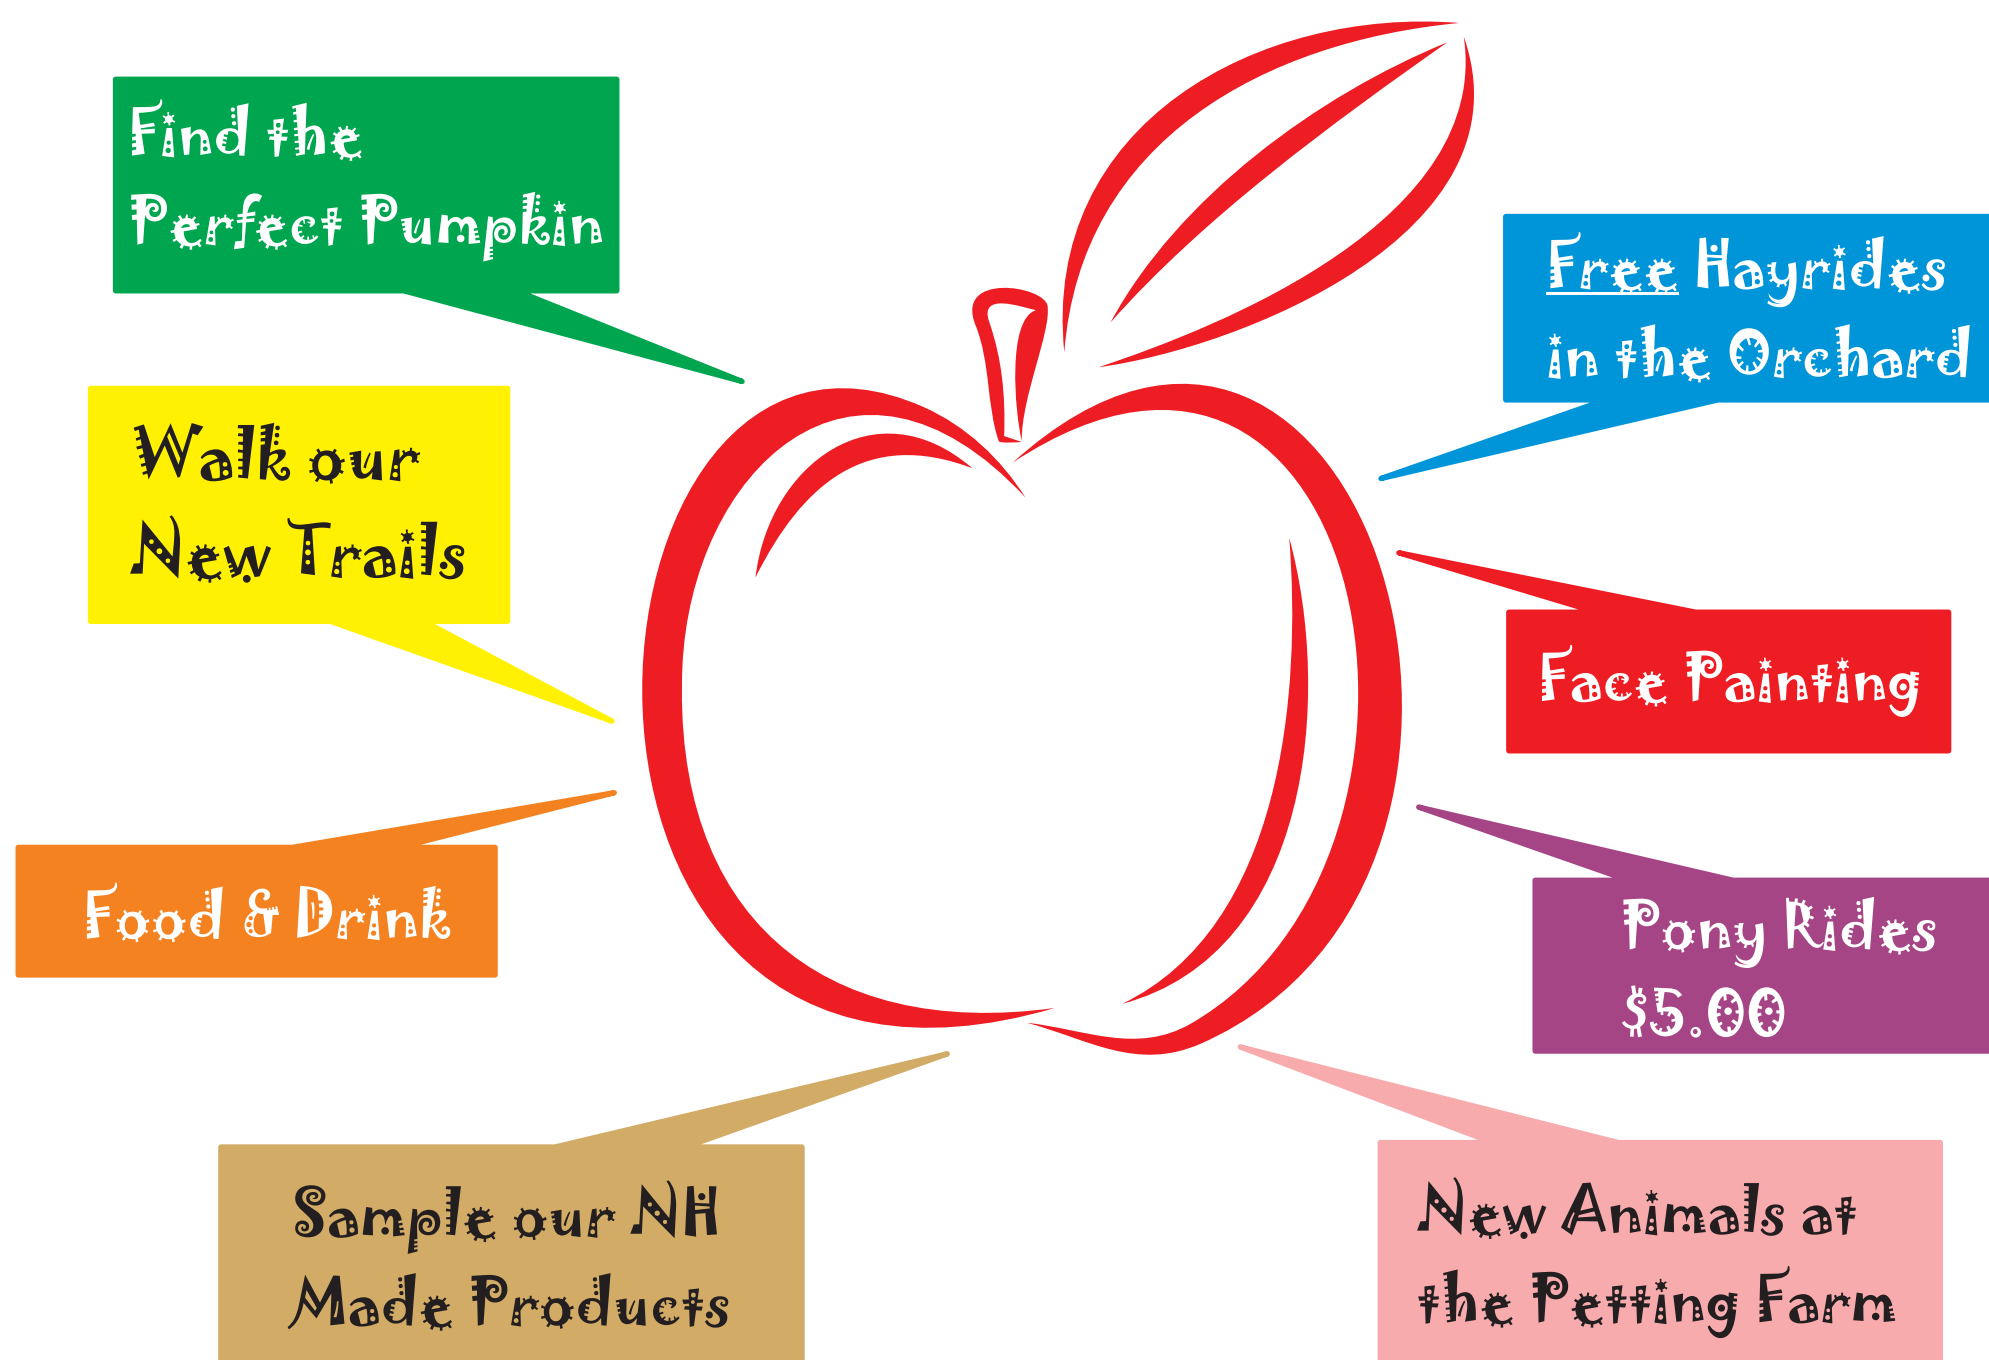 Find the
Perfect Pumpkin
Free Hayrides
in the Orchard
Walk our
New Trails
Face Painting
Food & Drink
Pony Rides
$5.00
Sample our NH
Made Products
New Animals at
the Petting Farm